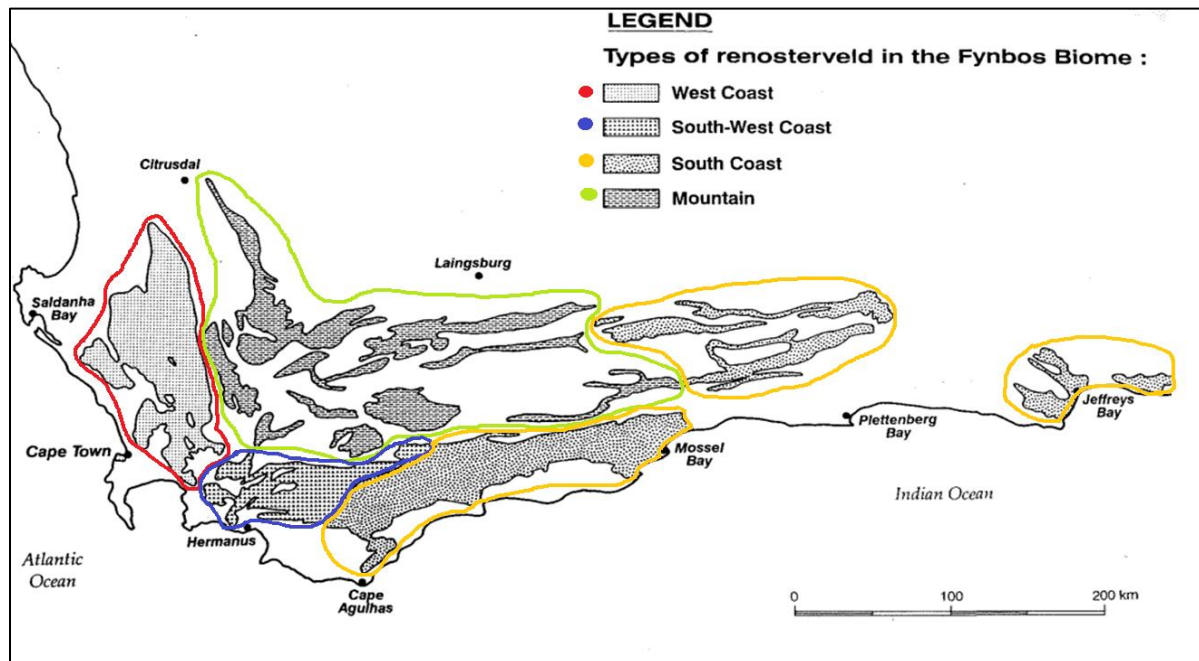 LEGEND
Types of renosterveld in the Fynbos Biome :
West Coast
South-West Coast
South Coast
Mountain
Citrusdal
Laingsburg
Saldanha
Bay
Cape Town
Hermanus
Cape
Agulhas
Mossel
Bay
Plettenberg
Bay
Jeffreys
Bay
Atlantic
Ocean
Indian Ocean
0 100 200 km